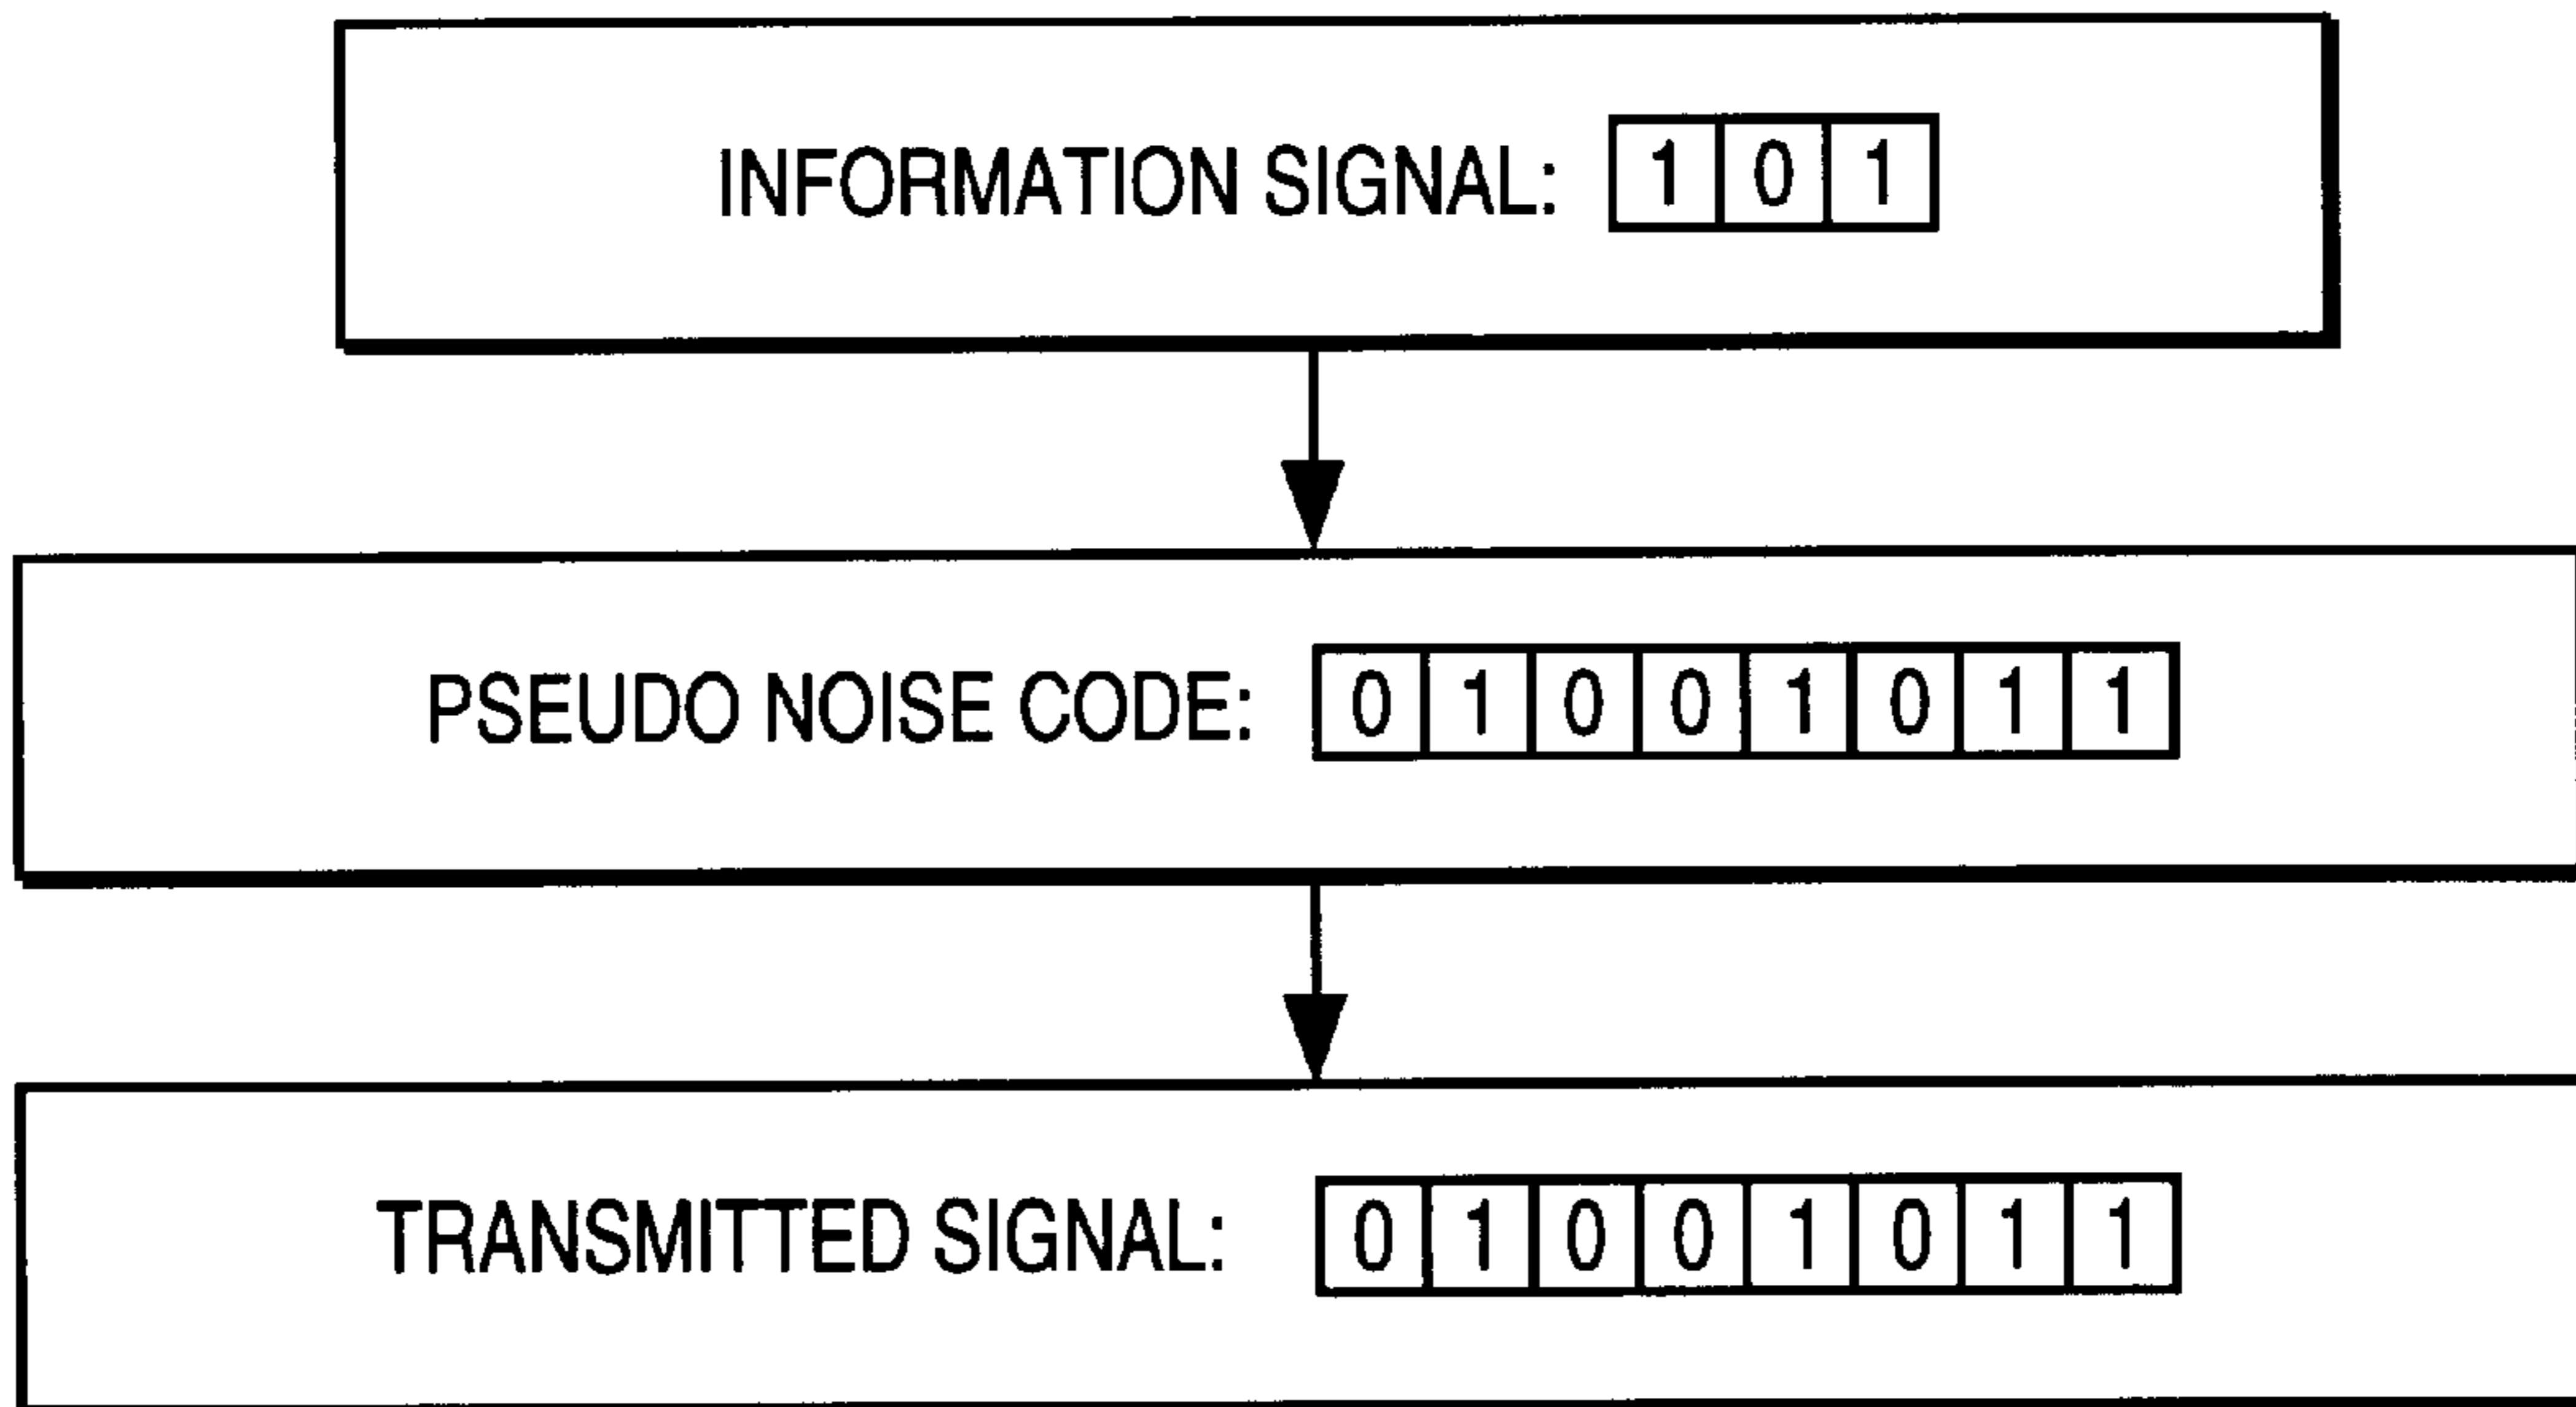 INFORMATION SIGNAL: 1 0 1
PSEUDO NOISE CODE: 0 1 0 0 1 0 1 1
TRANSMITTED SIGNAL: 0 1 0 0 1 0 1 1